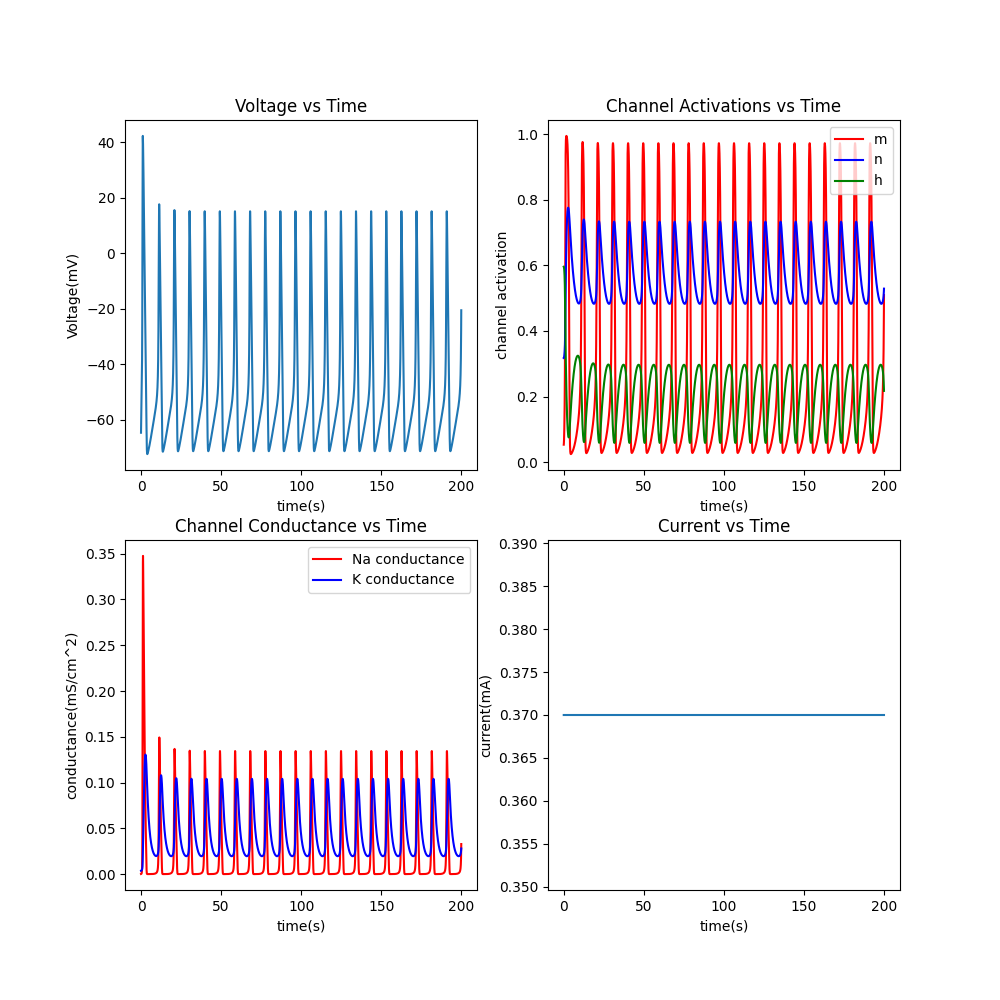 Voltage vs Time
40
20
0
−20
−40
−60
Voltage(mV)
0
50
100
150
200
time(s)
Channel Activations vs Time
1.0
0.8
0.6
0.4
0.2
0.0
channel activation
m
n
h
0
50
100
150
200
time(s)
Channel Conductance vs Time
0.35
0.30
0.25
0.20
0.15
0.10
0.05
0.00
conductance(mS/cm^2)
Na conductance
K conductance
0
50
100
150
200
time(s)
Current vs Time
0.390
0.385
0.380
0.375
0.370
0.365
0.360
0.355
0.350
current(mA)
0
50
100
150
200
time(s)